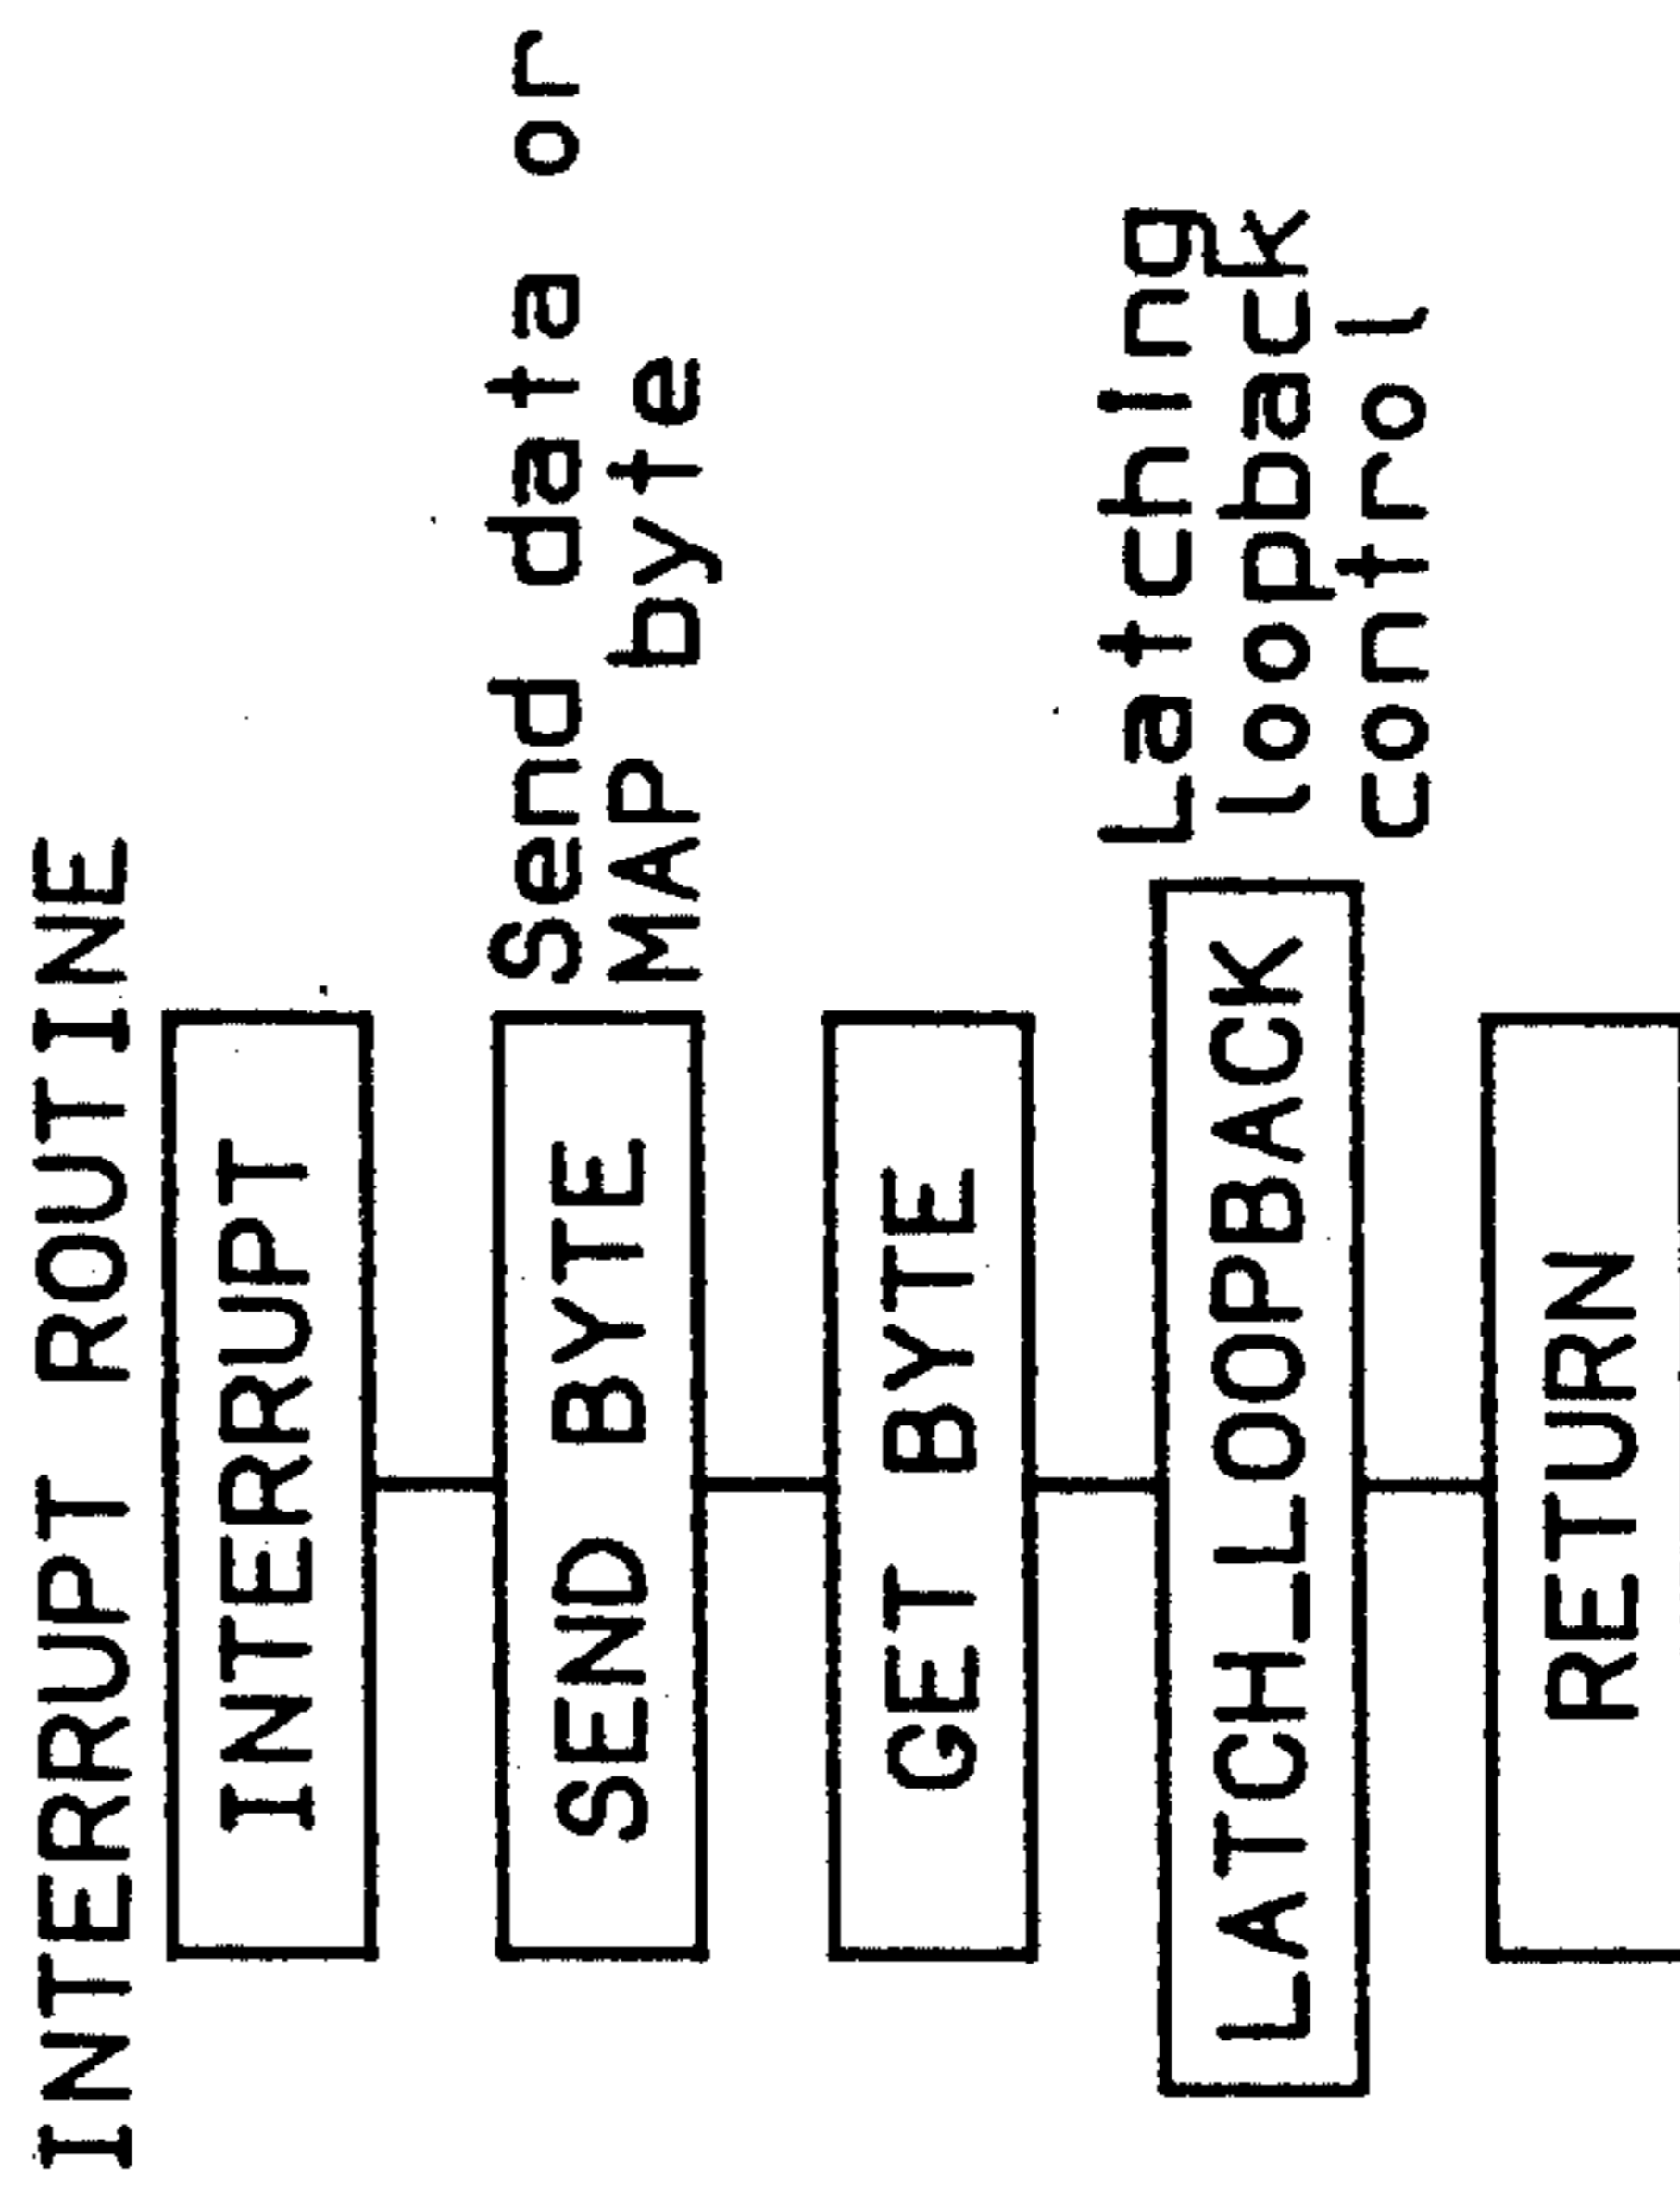 INTERRUPT ROUTINE
INTERRUPT
SEND BYTE
Send data or
MAP byte
GET BYTE
LATCH_LOOPBACK
Latching
loopback
control
RETURN